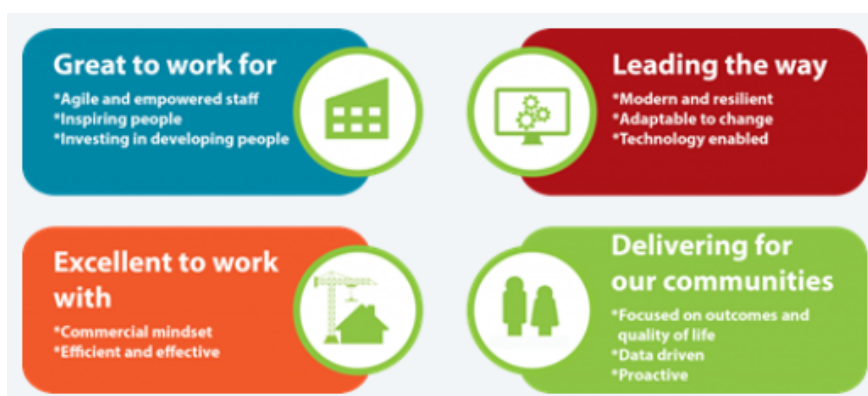 Great to work for
*Agile and empowered staff
*Inspiring people
*Investing in developing people
Leading the way
*Modern and resilient
*Adaptable to change
*Technology enabled
Excellent to work
with
*Commercial mindset
*Efficient and effective
Delivering for
our communities
*Focused on outcomes and
quality of life
*Data driven
*Proactive